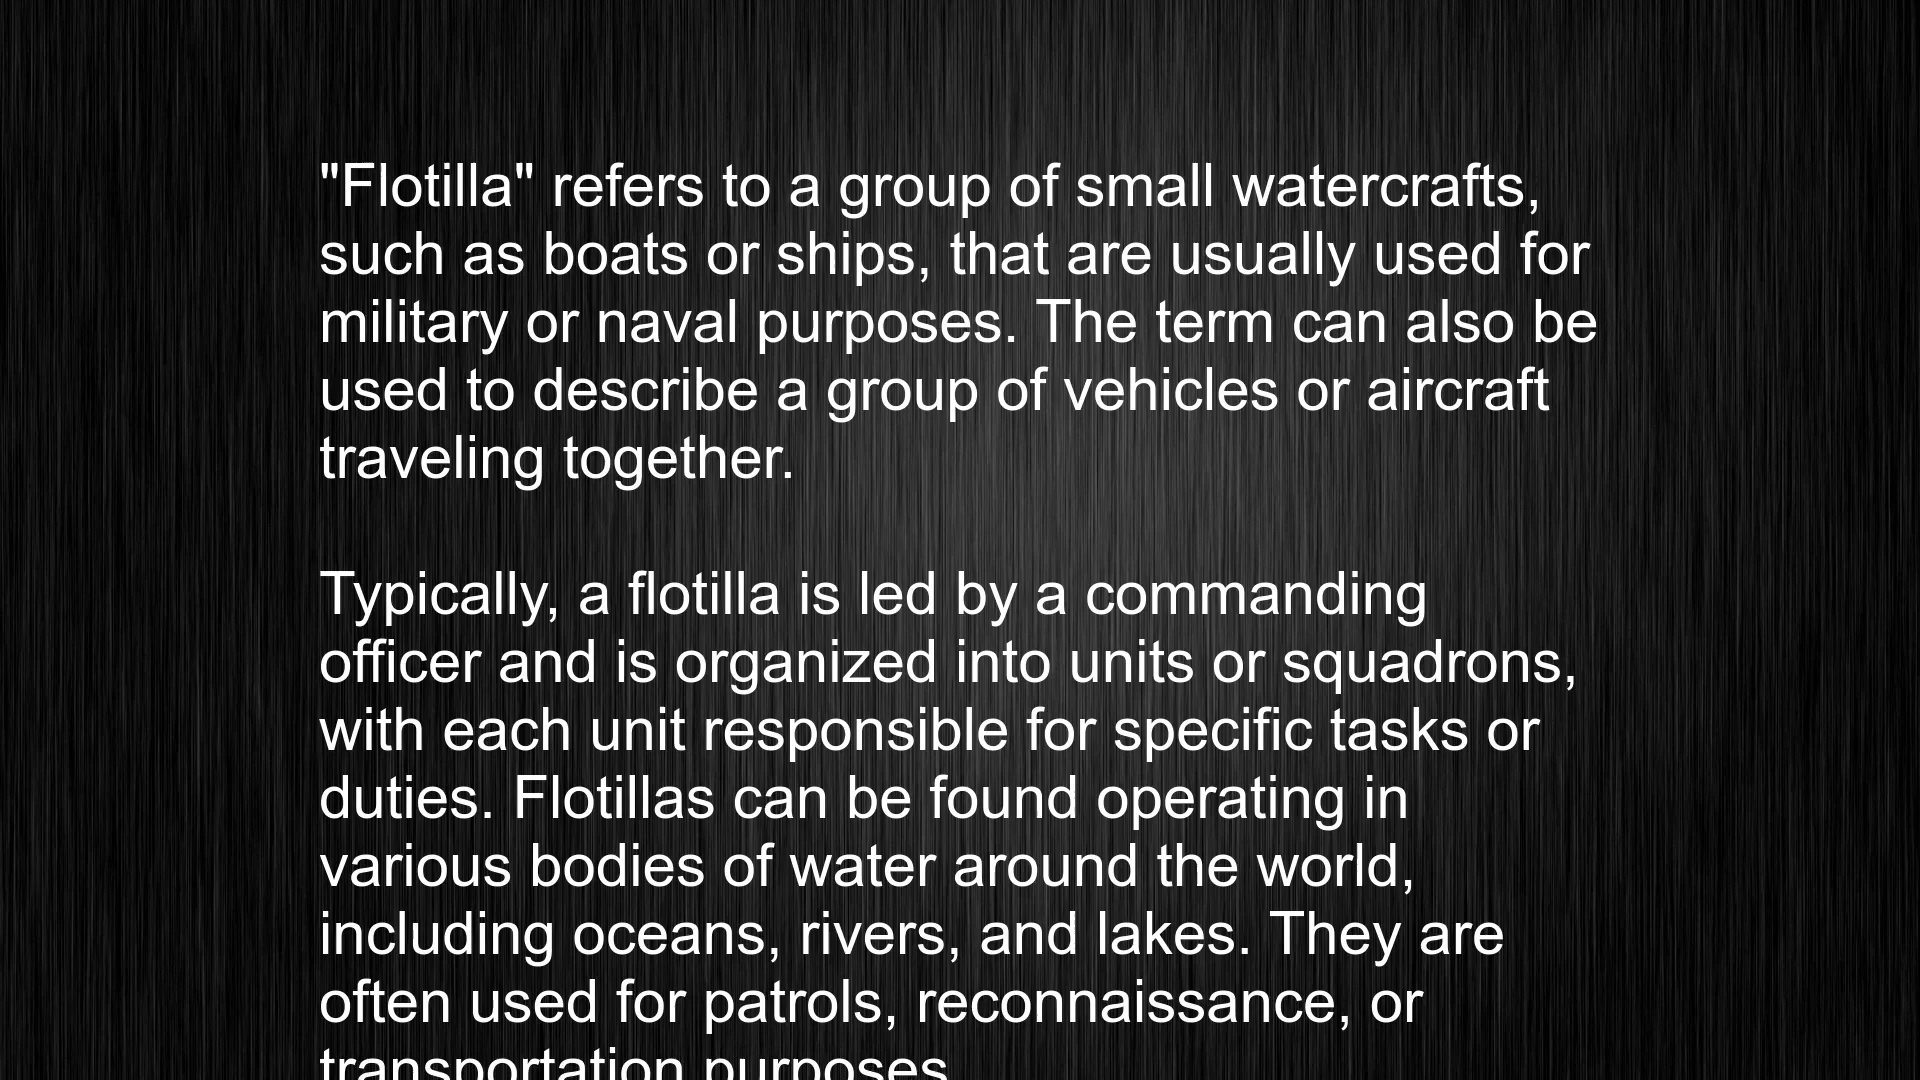 "Flotilla" refers to a group of small watercrafts,
such as boats or ships, that are usually used for
military or naval purposes. The term can also be
used to describe a group of vehicles or aircraft
traveling together.
Typically, a flotilla is led by a commanding
officer and is organized into units or squadrons,
with each unit responsible for specific tasks or
duties. Flotillas can be found operating in
various bodies of water around the world,
including oceans, rivers, and lakes. They are
often used for patrols, reconnaissance, or
transportation purposes